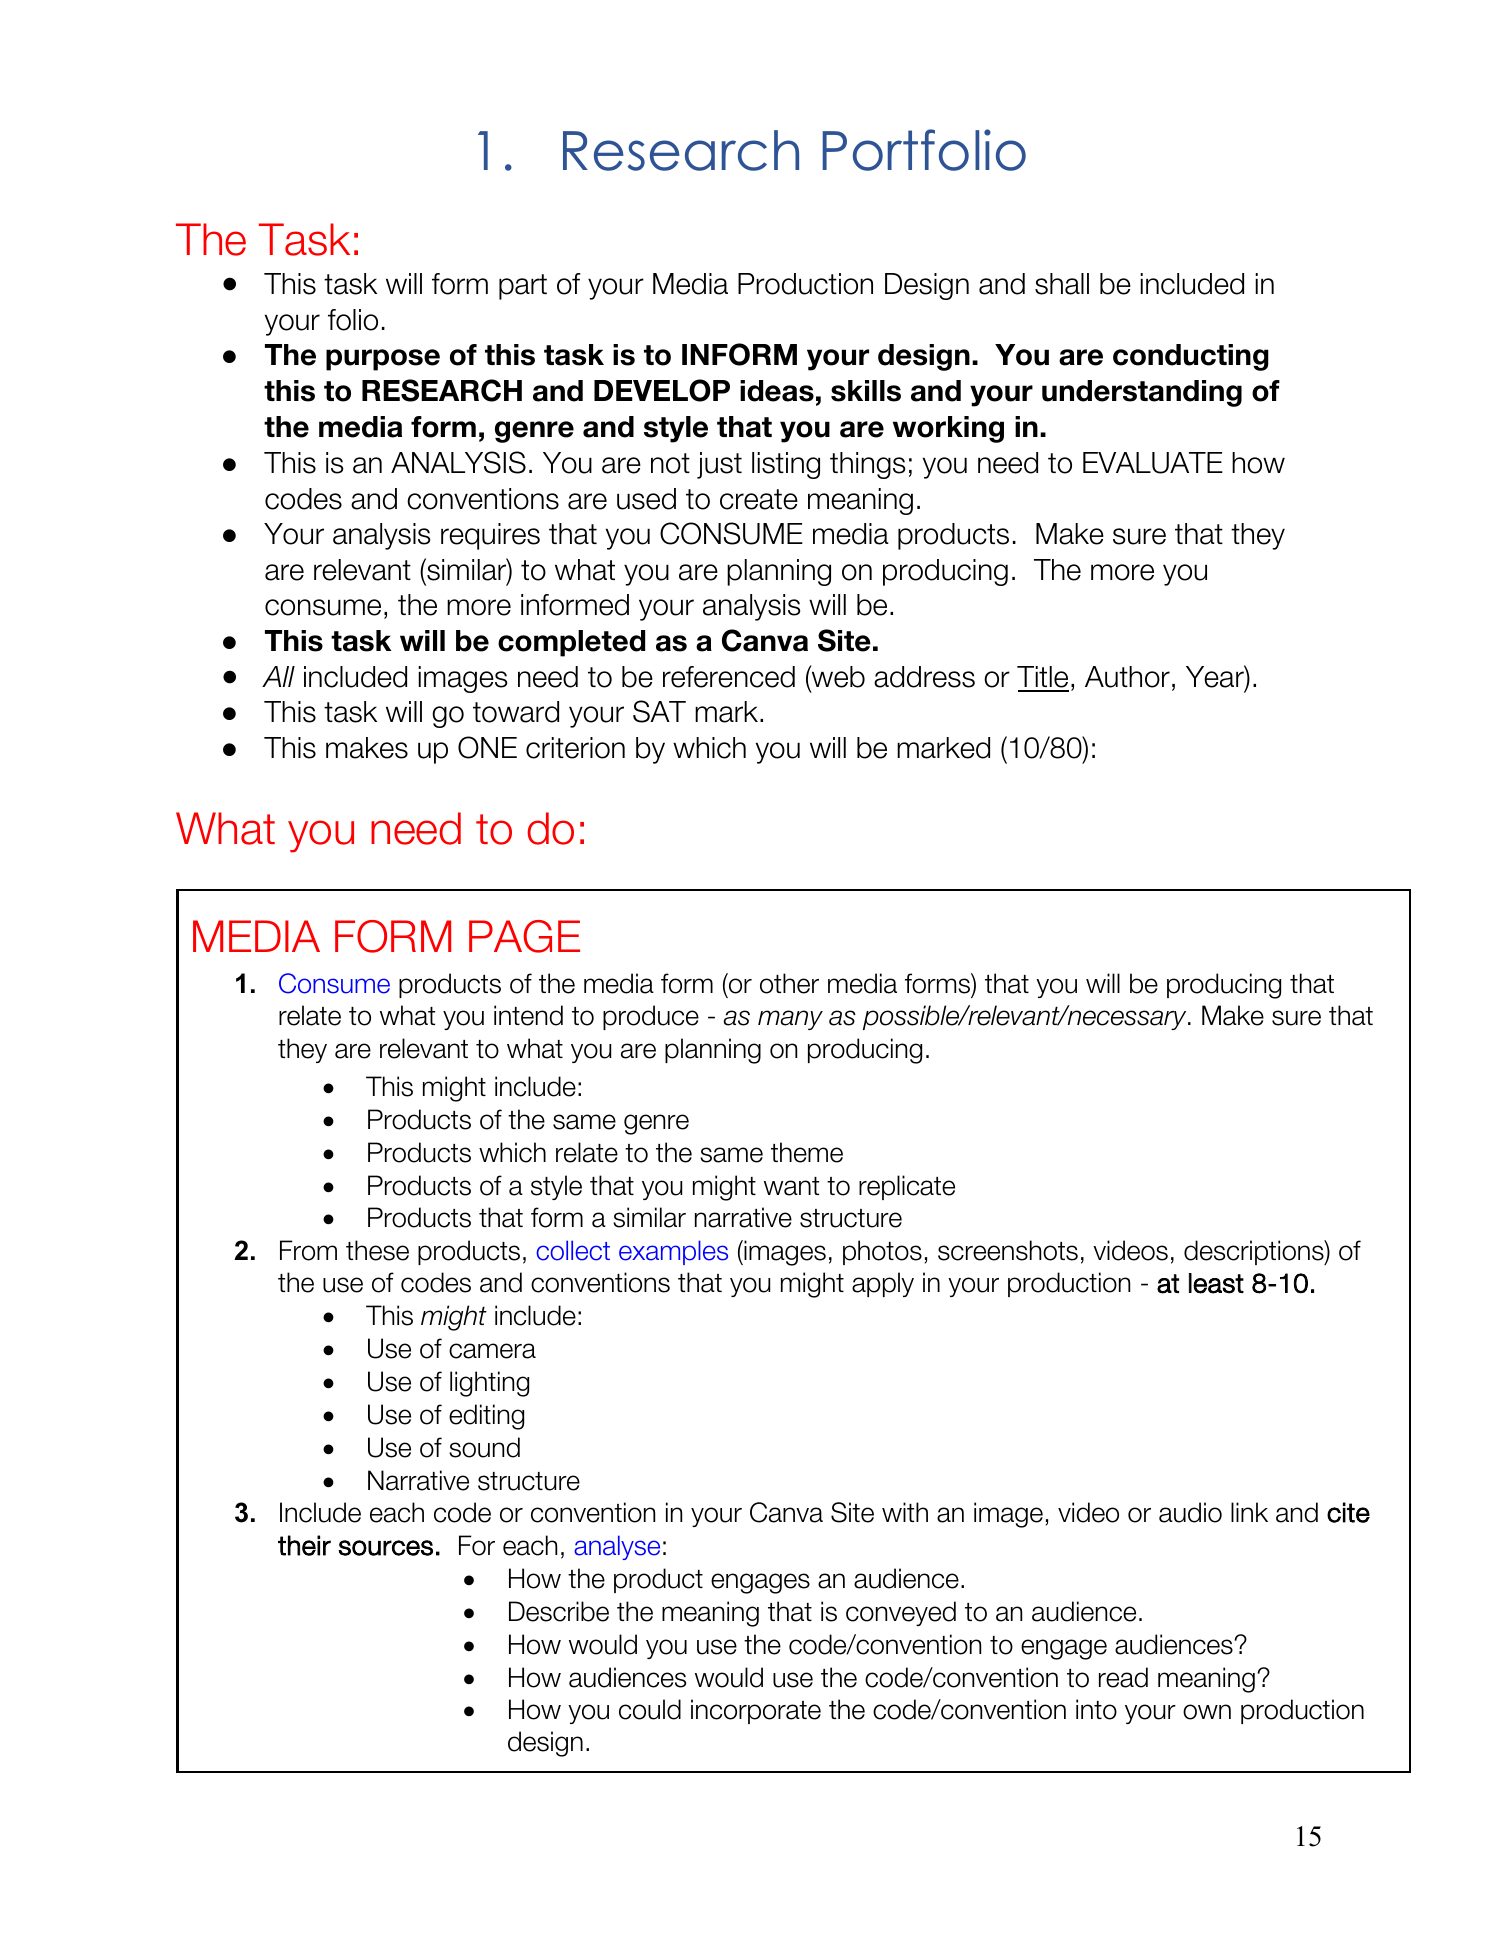 1. Research Portfolio
The Task:
● This task will form part of your Media Production Design and shall be included in
your folio.
● The purpose of this task is to INFORM your design.  You are conducting
this to RESEARCH and DEVELOP ideas, skills and your understanding of
the media form, genre and style that you are working in.
● This is an ANALYSIS. You are not just listing things; you need to EVALUATE how
codes and conventions are used to create meaning.
● Your analysis requires that you CONSUME media products.  Make sure that they
are relevant (similar) to what you are planning on producing.  The more you
consume, the more informed your analysis will be.
● This task will be completed as a Canva Site.
● All included images need to be referenced (web address or Title, Author, Year).
● This task will go toward your SAT mark.
● This makes up ONE criterion by which you will be marked (10/80):
What you need to do:
MEDIA FORM PAGE
1. Consume products of the media form (or other media forms) that you will be producing that
relate to what you intend to produce - as many as possible/relevant/necessary. Make sure that
they are relevant to what you are planning on producing.
• This might include:
• Products of the same genre
• Products which relate to the same theme
• Products of a style that you might want to replicate
• Products that form a similar narrative structure
2. From these products, collect examples (images, photos, screenshots, videos, descriptions) of
the use of codes and conventions that you might apply in your production - at least 8-10.
• This might include:
• Use of camera
• Use of lighting
• Use of editing
• Use of sound
• Narrative structure
3. Include each code or convention in your Canva Site with an image, video or audio link and cite
their sources.  For each, analyse:
• How the product engages an audience.
• Describe the meaning that is conveyed to an audience.
• How would you use the code/convention to engage audiences?
• How audiences would use the code/convention to read meaning?
• How you could incorporate the code/convention into your own production
design.
15